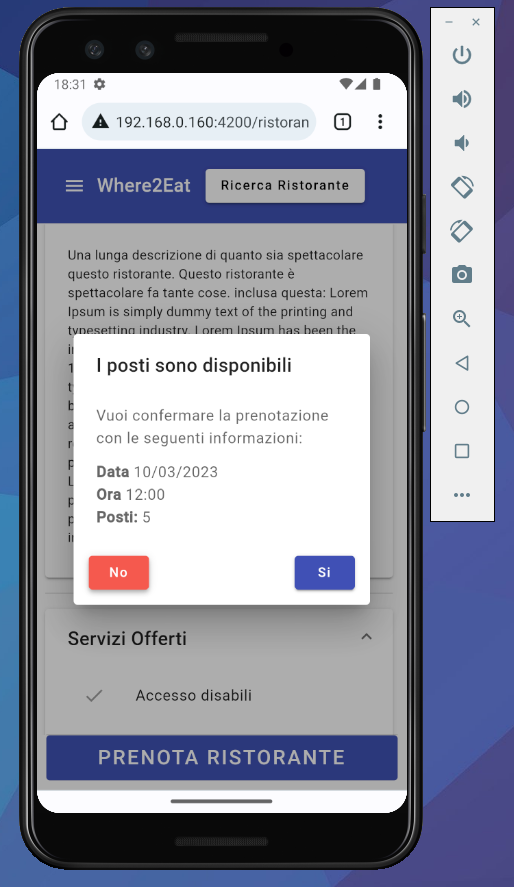 18:31
192.168.0.160:4200/ristoran
1
Where2Eat
Ricerca Ristorante
Una lunga descrizione di quanto sia spettacolare
questo ristorante. Questo ristorante è
spettacolare fa tante cose. inclusa questa: Lorem
Ipsum is simply dummy text of the printing and
typesetting industry. Lorem Ipsum has been the
I posti sono disponibili
Vuoi confermare la prenotazione
con le seguenti informazioni:
Data 10/03/2023
Ora 12:00
Posti: 5
No
Si
Servizi Offerti
Accesso disabili
PRENOTA RISTORANTE